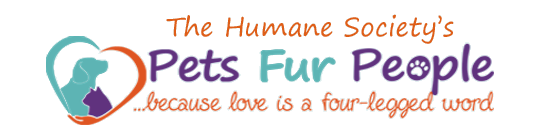 The Humane Society's
Pets Fur People
...because love is a four-legged word